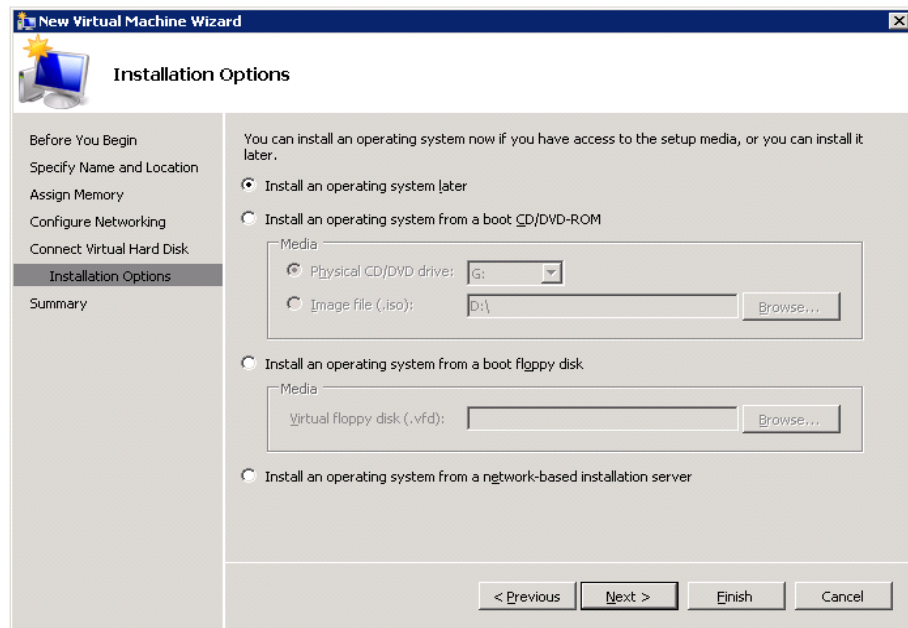 New Virtual Machine Wizard
Installation Options
Before You Begin
Specify Name and Location
Assign Memory
Configure Networking
Connect Virtual Hard Disk
Installation Options
Summary
You can install an operating system now if you have access to the setup media, or you can install it
later.
Install an operating system later
Install an operating system from a boot CD/DVD-ROM
Media
Physical CD/DVD drive: G:
Image file (.iso): D:\ Browse...
Install an operating system from a boot floppy disk
Media
Virtual floppy disk (.vfd): Browse...
Install an operating system from a network-based installation server
< Previous Next > Finish Cancel